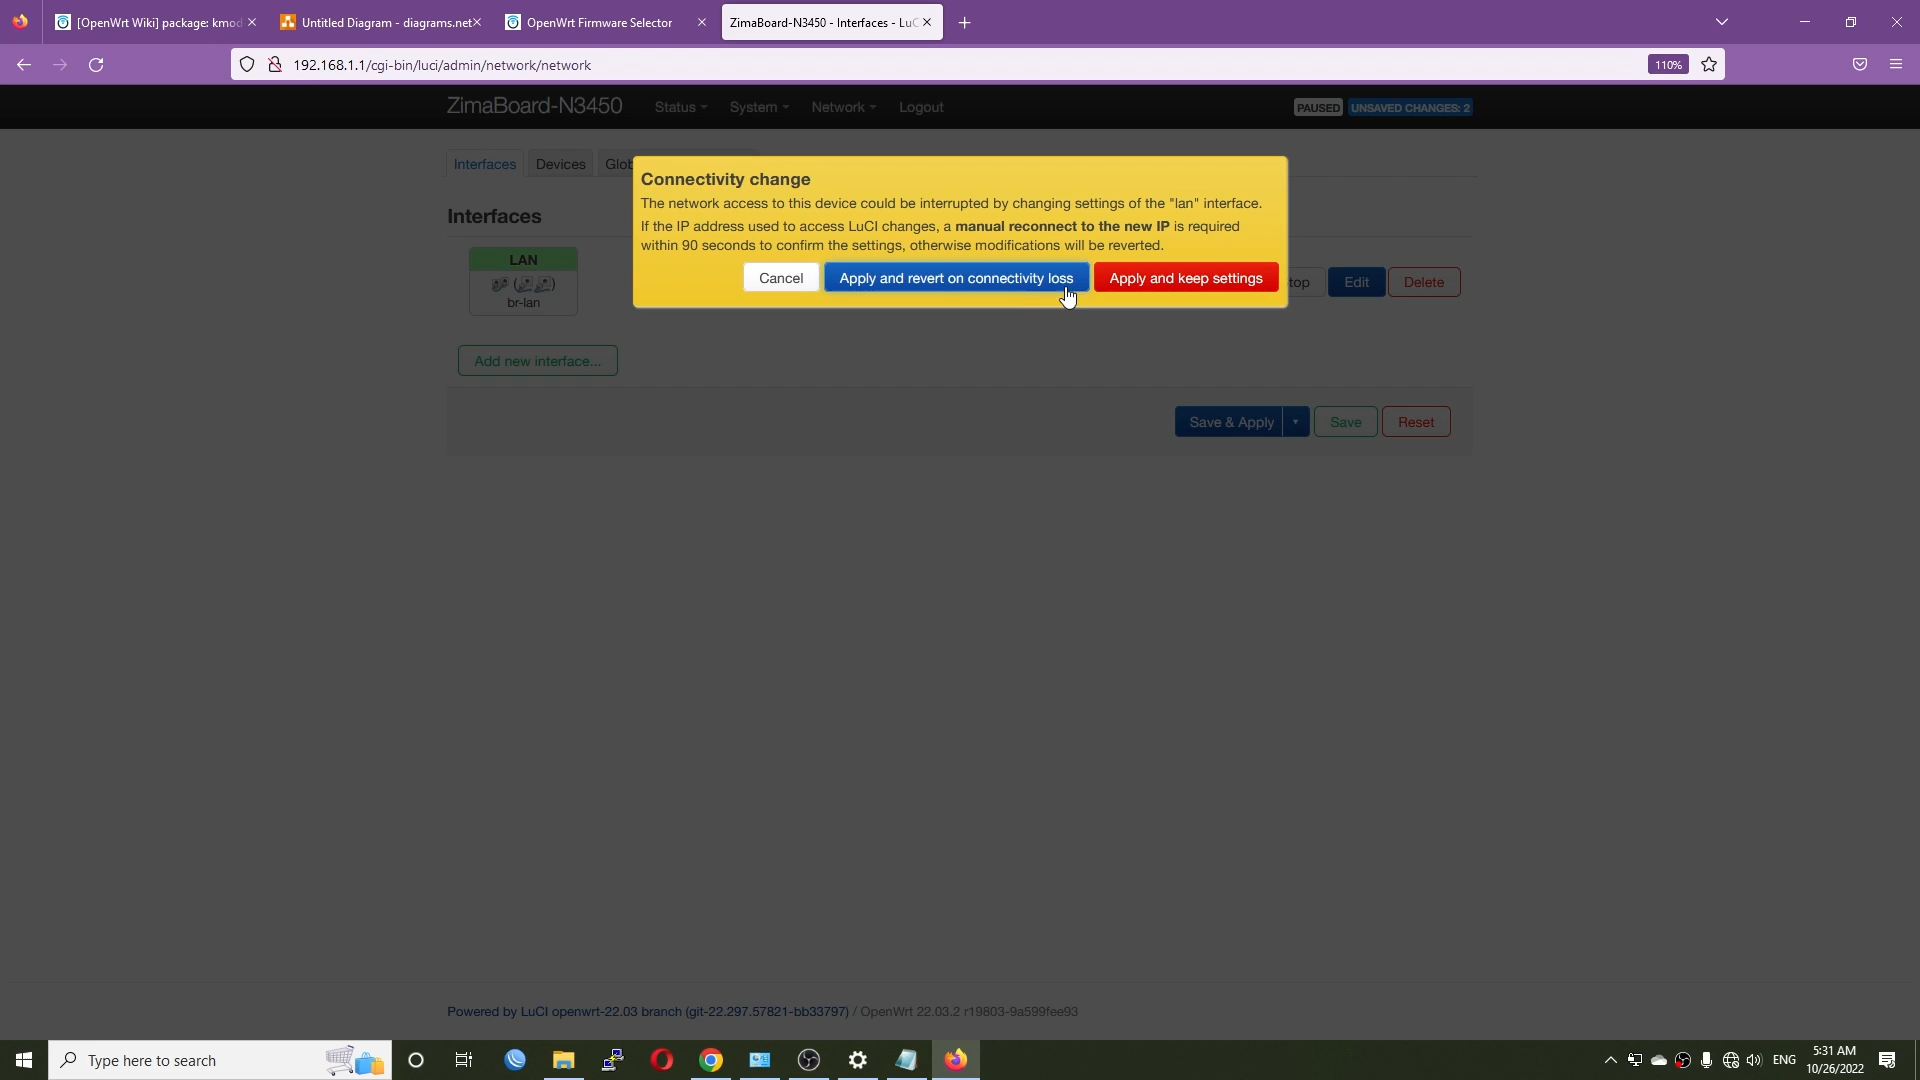 [OpenWrt Wiki] package: kmod
Untitled Diagram - diagrams.net
OpenWrt Firmware Selector
ZimaBoard-N3450 - Interfaces - LuC
192.168.1.1/cgi-bin/luci/admin/network/network
110%
ZimaBoard-N3450
Status
System
Network
Logout
PAUSED
UNSAVED CHANGES: 2
Interfaces
Devices
Glob
Connectivity change
The network access to this device could be interrupted by changing settings of the "lan" interface.
If the IP address used to access LuCI changes, a manual reconnect to the new IP is required
within 90 seconds to confirm the settings, otherwise modifications will be reverted.
Cancel
Apply and revert on connectivity loss
Apply and keep settings
Interfaces
LAN
br-lan
top
Edit
Delete
Add new interface...
Save & Apply
Save
Reset
Powered by LuCI openwrt-22.03 branch (git-22.297.57821-bb33797) / OpenWrt 22.03.2 r19803-9a599fee93
Type here to search
ENG
5:31 AM
10/26/2022